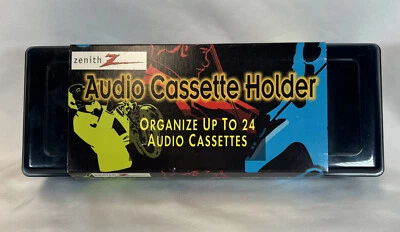 zenith
Audio Cassette Holder
ORGANIZE UP TO 24
AUDIO CASSETTES